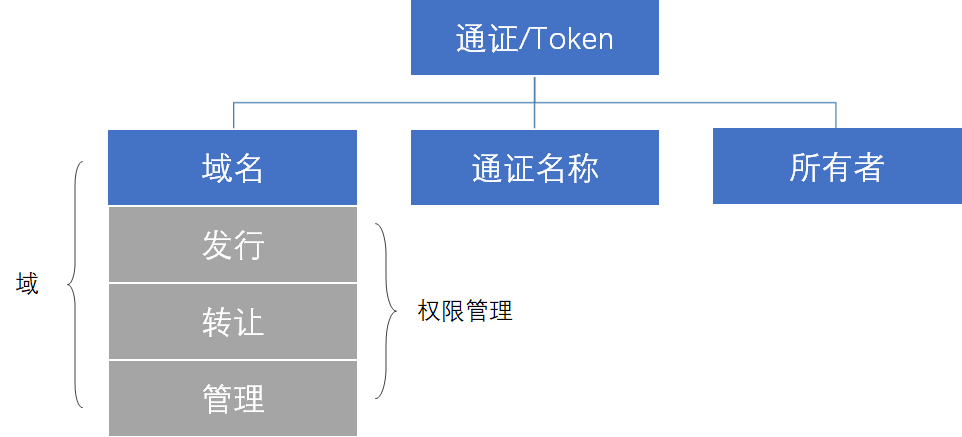 通证/Token
域名
通证名称
所有者
发行
转让
管理
域
权限管理